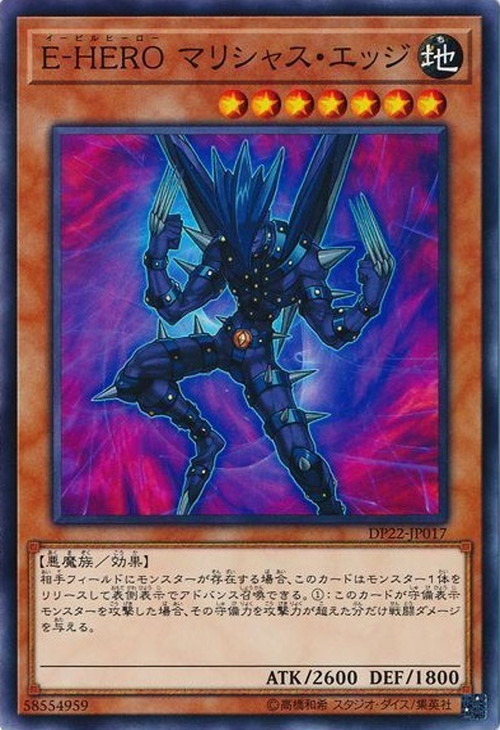 イービルヒーロー
E-HERO マリシャス・エッジ
地
DP22-JP017
【悪魔族／効果】
相手フィールドにモンスターが存在する場合、このカードはモンスター1体を
リリースして表側表示でアドバンス召喚できる。①：このカードが守備表示
モンスターを攻撃した場合、その守備力を攻撃力が超えた分だけ戦闘ダメージ
を与える。
ATK/2600 DEF/1800
58554959
©高橋和希 スタジオ・ダイス/集英社